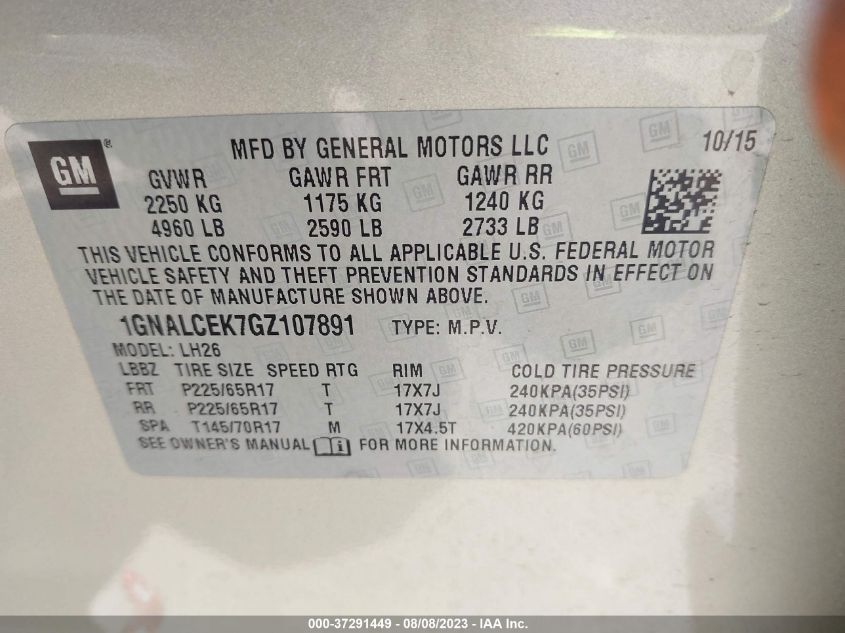 GM® MFD BY GENERAL MOTORS LLC 10/15
GVWR GAWR FRT GAWR RR
2250 KG 1175 KG 1240 KG
4960 LB 2590 LB 2733 LB
THIS VEHICLE CONFORMS TO ALL APPLICABLE U.S. FEDERAL MOTOR
VEHICLE SAFETY AND THEFT PREVENTION STANDARDS IN EFFECT ON
THE DATE OF MANUFACTURE SHOWN ABOVE.
1GNALCEK7GZ107891 TYPE: M.P.V.
MODEL: LH26
LBBZ TIRE SIZE SPEED RTG RIM COLD TIRE PRESSURE
FRT P225/65R17 T 17X7J 240KPA(35PSI)
RR P225/65R17 T 17X7J 240KPA(35PSI)
SPA T145/70R17 M 17X4.5T 420KPA(60PSI)
SEE OWNER'S MANUAL i FOR MORE INFORMATION.
000-37291449 - 08/08/2023 - IAA Inc.